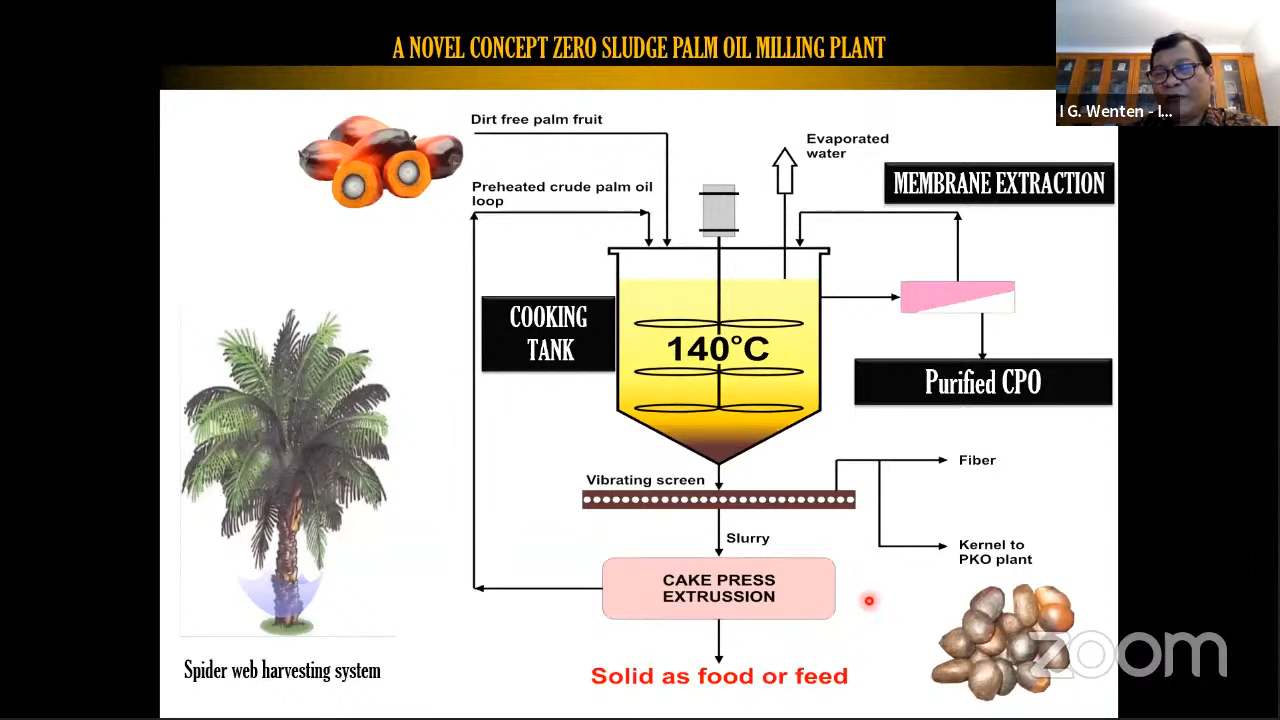 A NOVEL CONCEPT ZERO SLUDGE PALM OIL MILLING PLANT
I G. Wenten - I...
Dirt free palm fruit
Evaporated
water
MEMBRANE EXTRACTION
Preheated crude palm oil
loop
COOKING
TANK
140°C
Purified CPO
Vibrating screen
Fiber
Slurry
Kernel to
PKO plant
CAKE PRESS
EXTRUSSION
Spider web harvesting system
Solid as food or feed
zoom